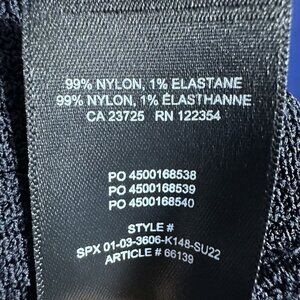 99% NYLON, 1% ELASTANE
99% NYLON, 1% ÉLASTHANNE
CA 23725 RN 122354
PO 4500168538
PO 4500168539
PO 4500168540
STYLE #
SPX 01-03-3606-K148-SU22
ARTICLE # 66139